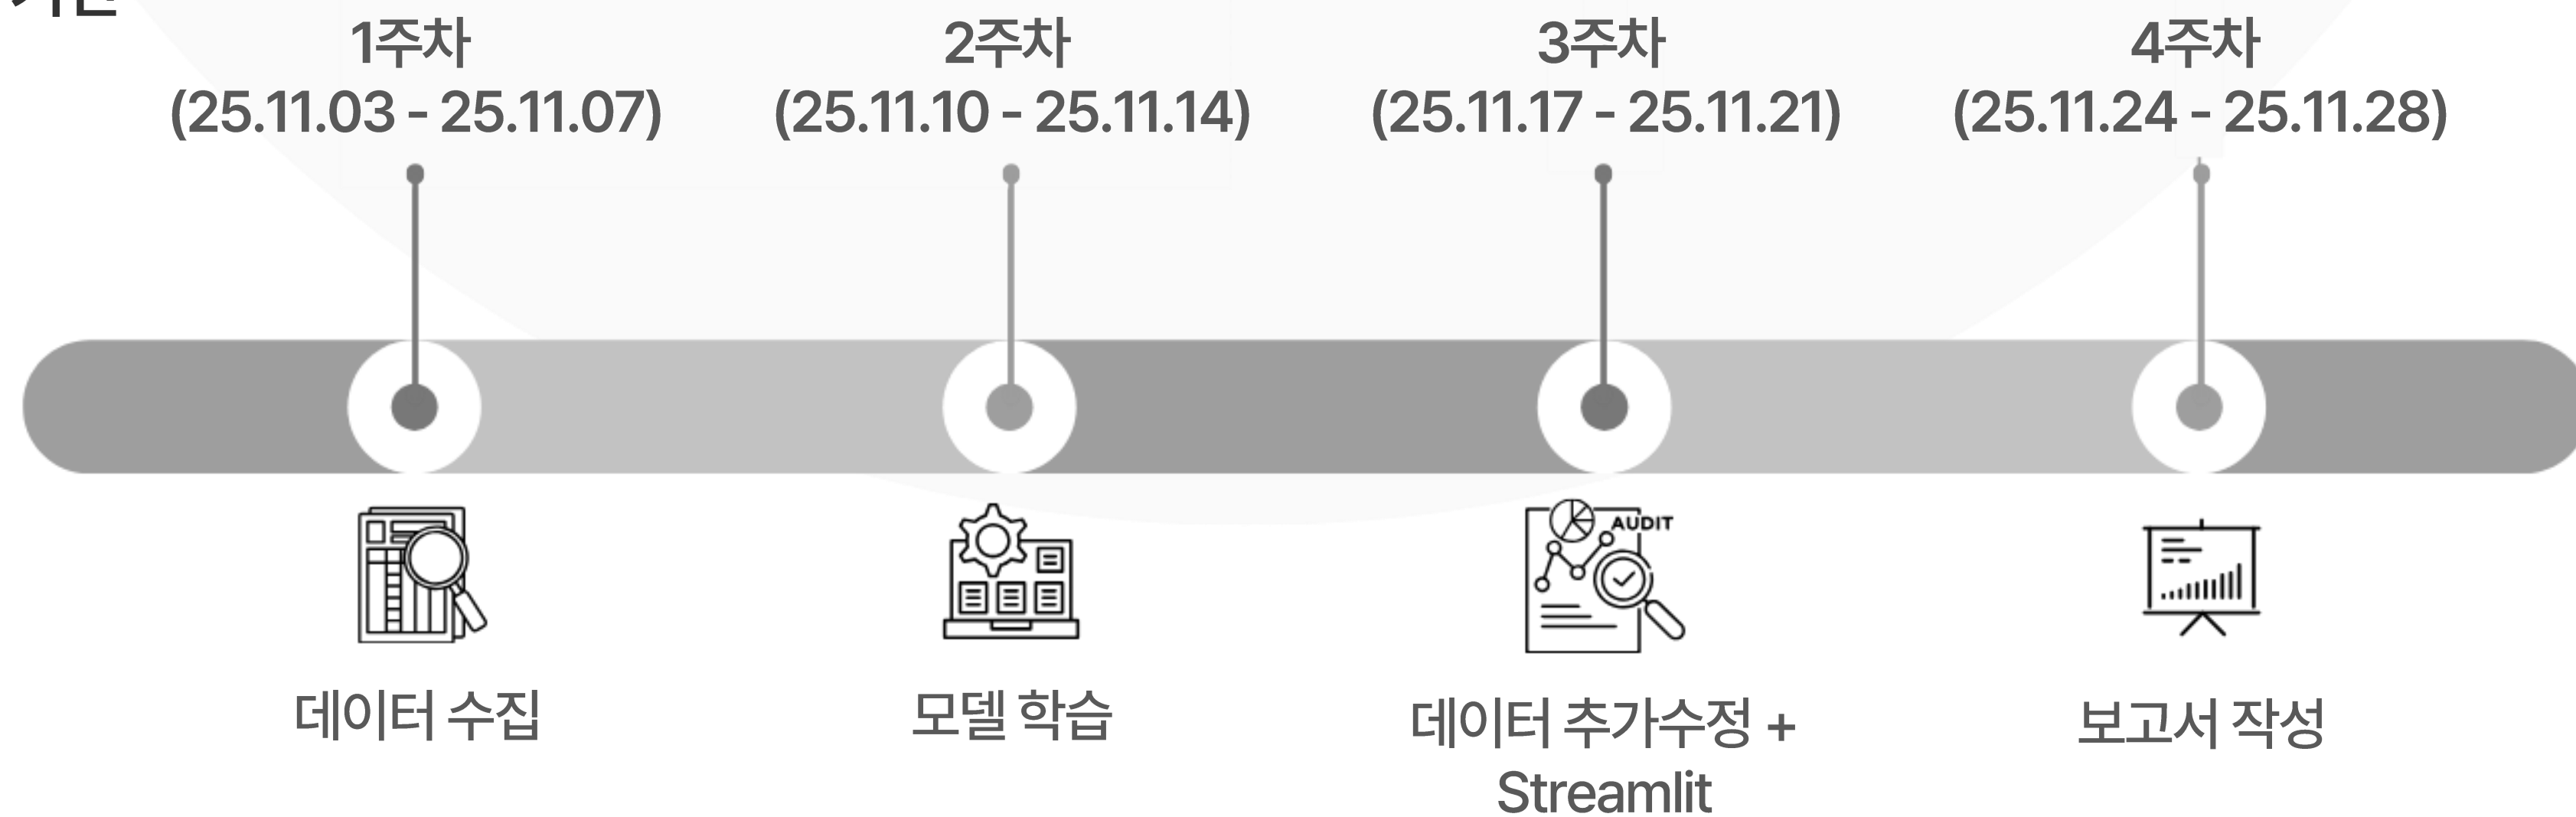 1주차
(25.11.03 - 25.11.07)
2주차
(25.11.10 - 25.11.14)
3주차
(25.11.17 - 25.11.21)
4주차
(25.11.24 - 25.11.28)
AUDIT
데이터 수집
모델 학습
데이터 추가수정 +
Streamlit
보고서 작성